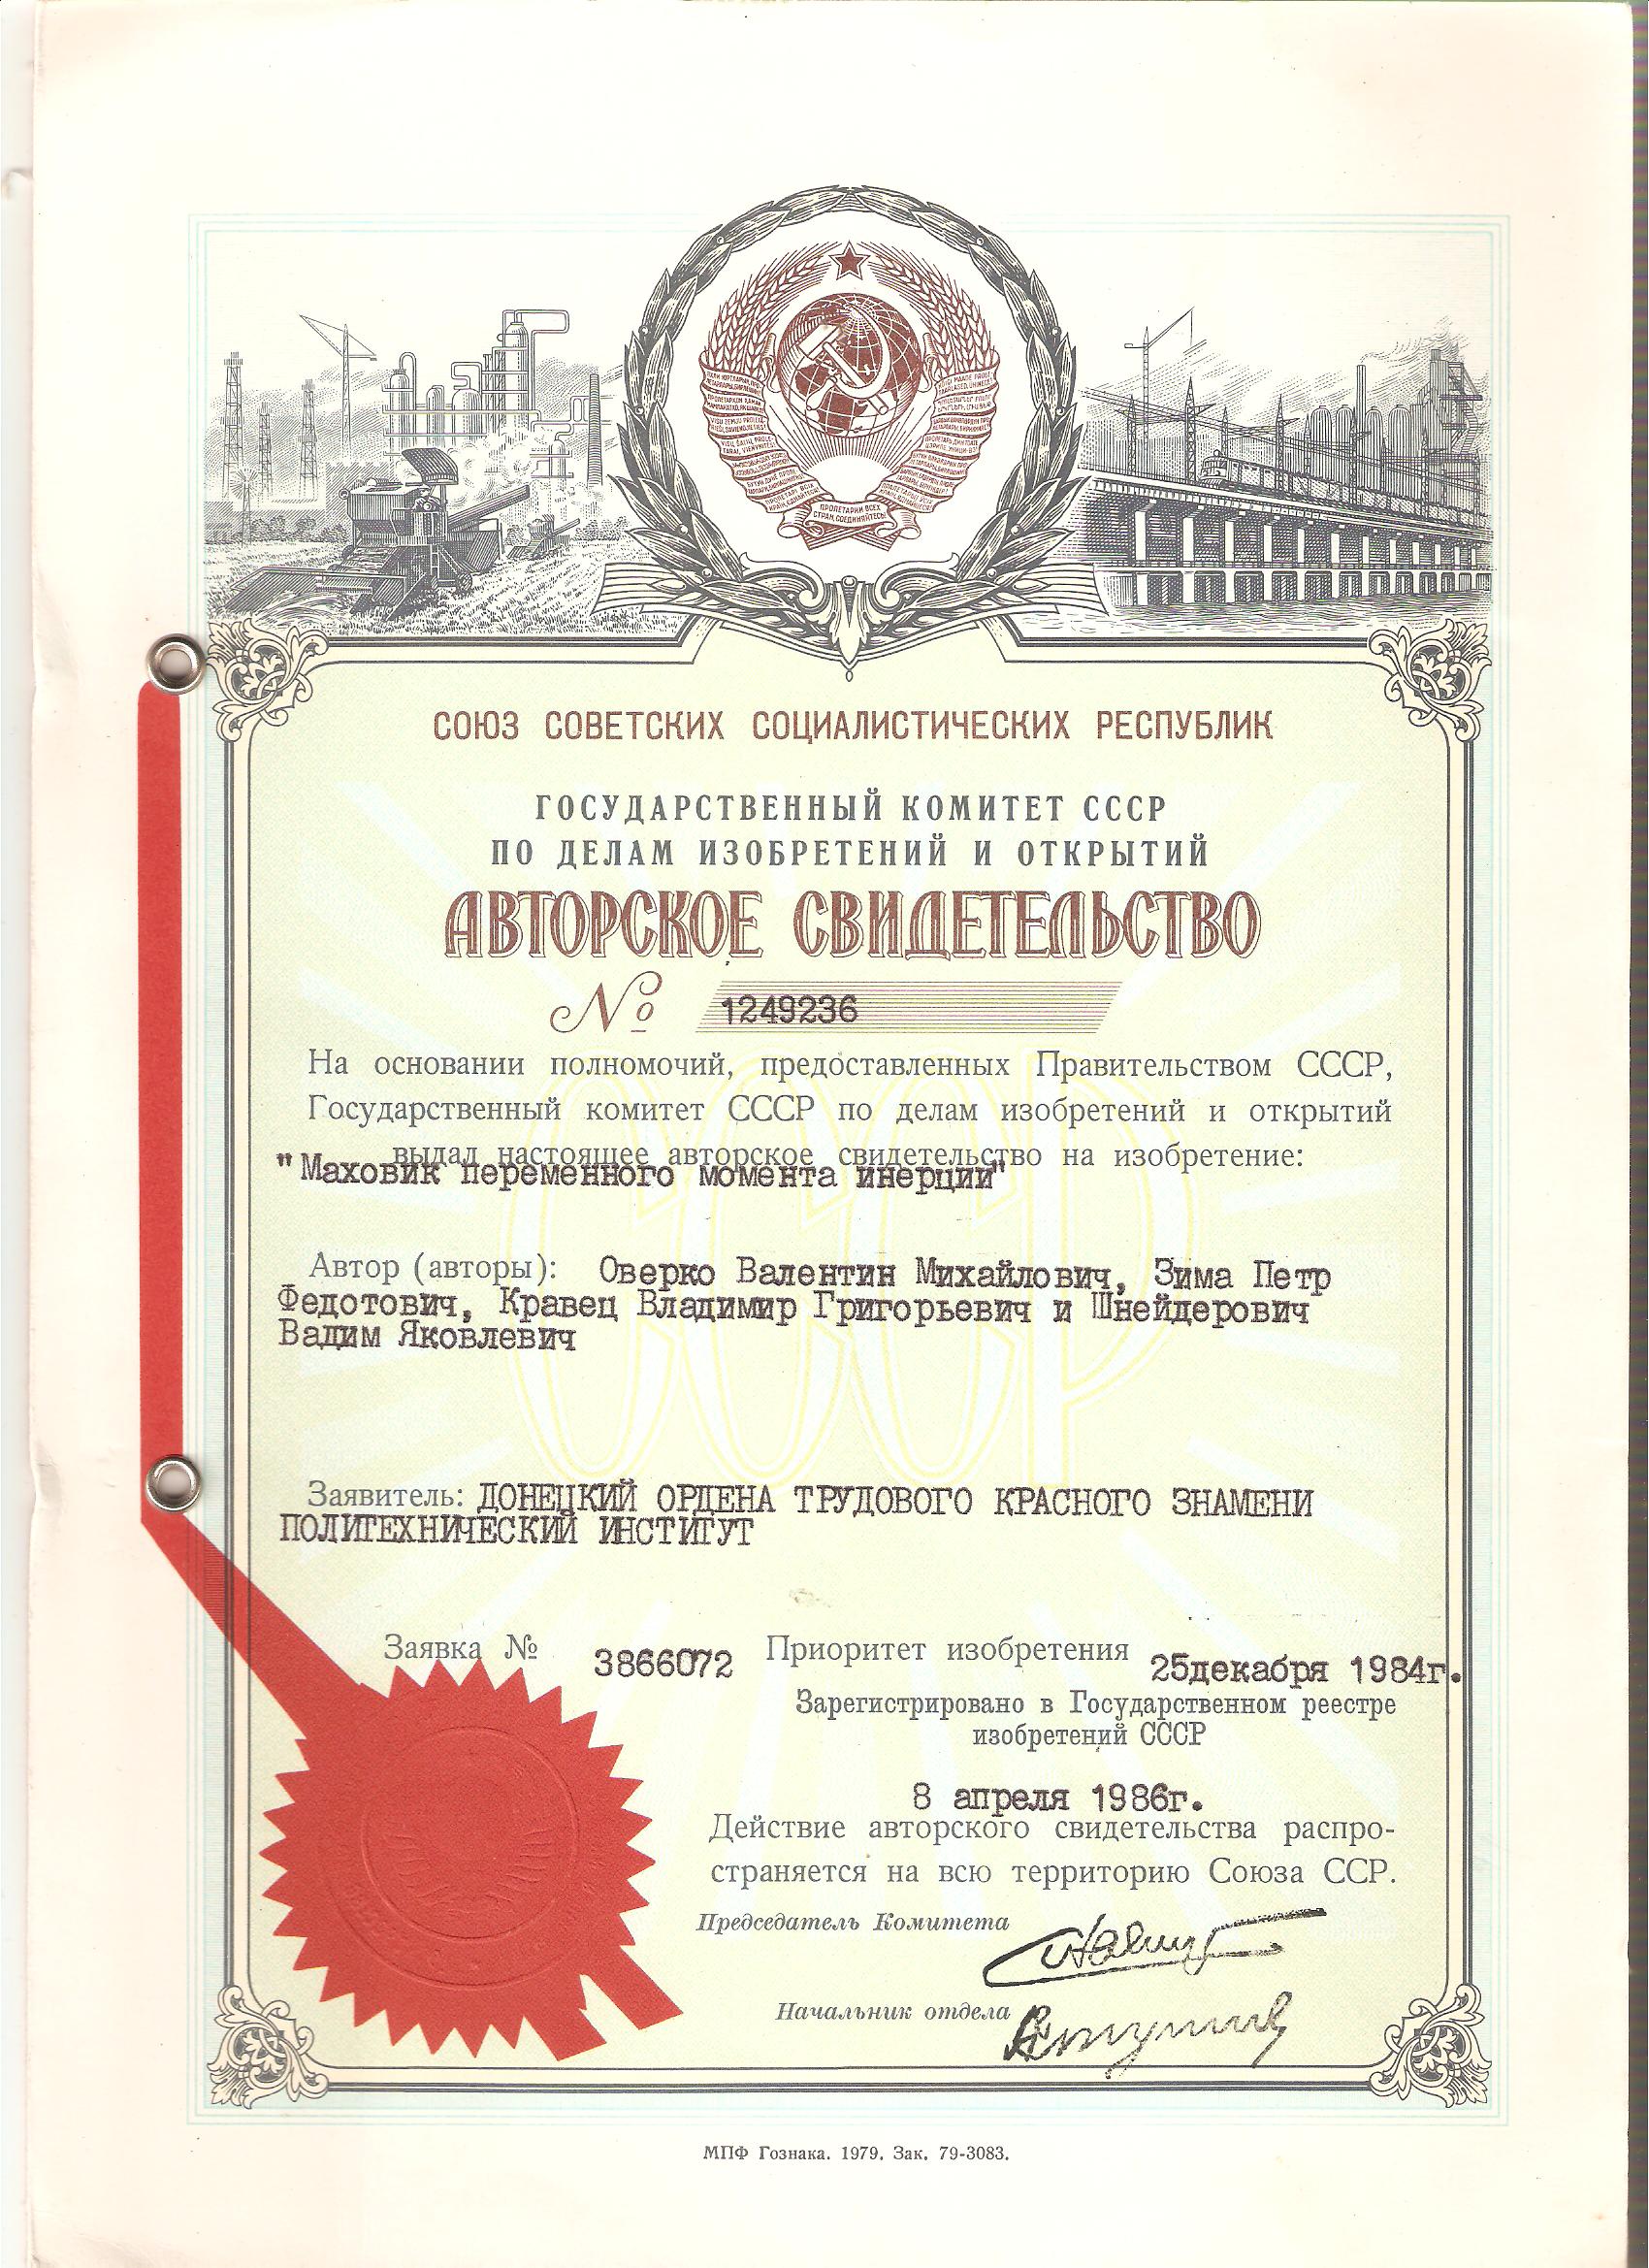 ПРОЛЕТАРИИ ВСЕХ
СТРАН, СОЕДИНЯЙТЕСЬ!
СОЮЗ СОВЕТСКИХ СОЦИАЛИСТИЧЕСКИХ РЕСПУБЛИК
ГОСУДАРСТВЕННЫЙ КОМИТЕТ СССР
ПО ДЕЛАМ ИЗОБРЕТЕНИЙ И ОТКРЫТИЙ
АВТОРСКОЕ СВИДЕТЕЛЬСТВО
№ 1249236
На основании полномочий, предоставленных Правительством СССР,
Государственный комитет СССР по делам изобретений и открытий
выдал настоящее авторское свидетельство на изобретение:
"Маховик переменного момента инерции"
Автор (авторы): Оверко Валентин Михайлович, Зима Петр
Федотович, Кравец Владимир Григорьевич и Шнейдерович
Вадим Яковлевич
СССР
Заявитель: ДОНЕЦКИЙ ОРДЕНА ТРУДОВОГО КРАСНОГО ЗНАМЕНИ
ПОЛИТЕХНИЧЕСКИЙ ИНСТИТУТ
Заявка № 3866072 Приоритет изобретения 25декабря 1984г.
Зарегистрировано в Государственном реестре
изобретений СССР
8 апреля 1986г.
Действие авторского свидетельства распро-
страняется на всю территорию Союза ССР.
Председатель Комитета
Начальник отдела
МПФ Гознака. 1979. Зак. 79-3083.